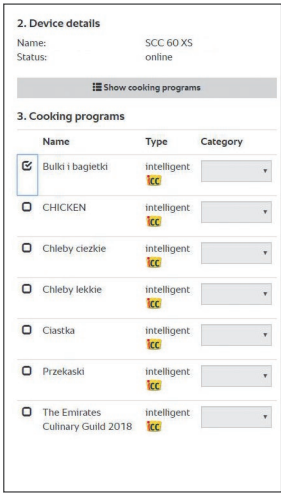 2. Device details
Name: SCC 60 XS
Status: online
Show cooking programs
3. Cooking programs
Name Type Category
Bulki i bagietki intelligent
icc
CHICKEN intelligent
icc
Chleby ciezkie intelligent
icc
Chleby lekkie intelligent
icc
Ciastka intelligent
icc
Przekaski intelligent
icc
The Emirates intelligent
Culinary Guild 2018 icc